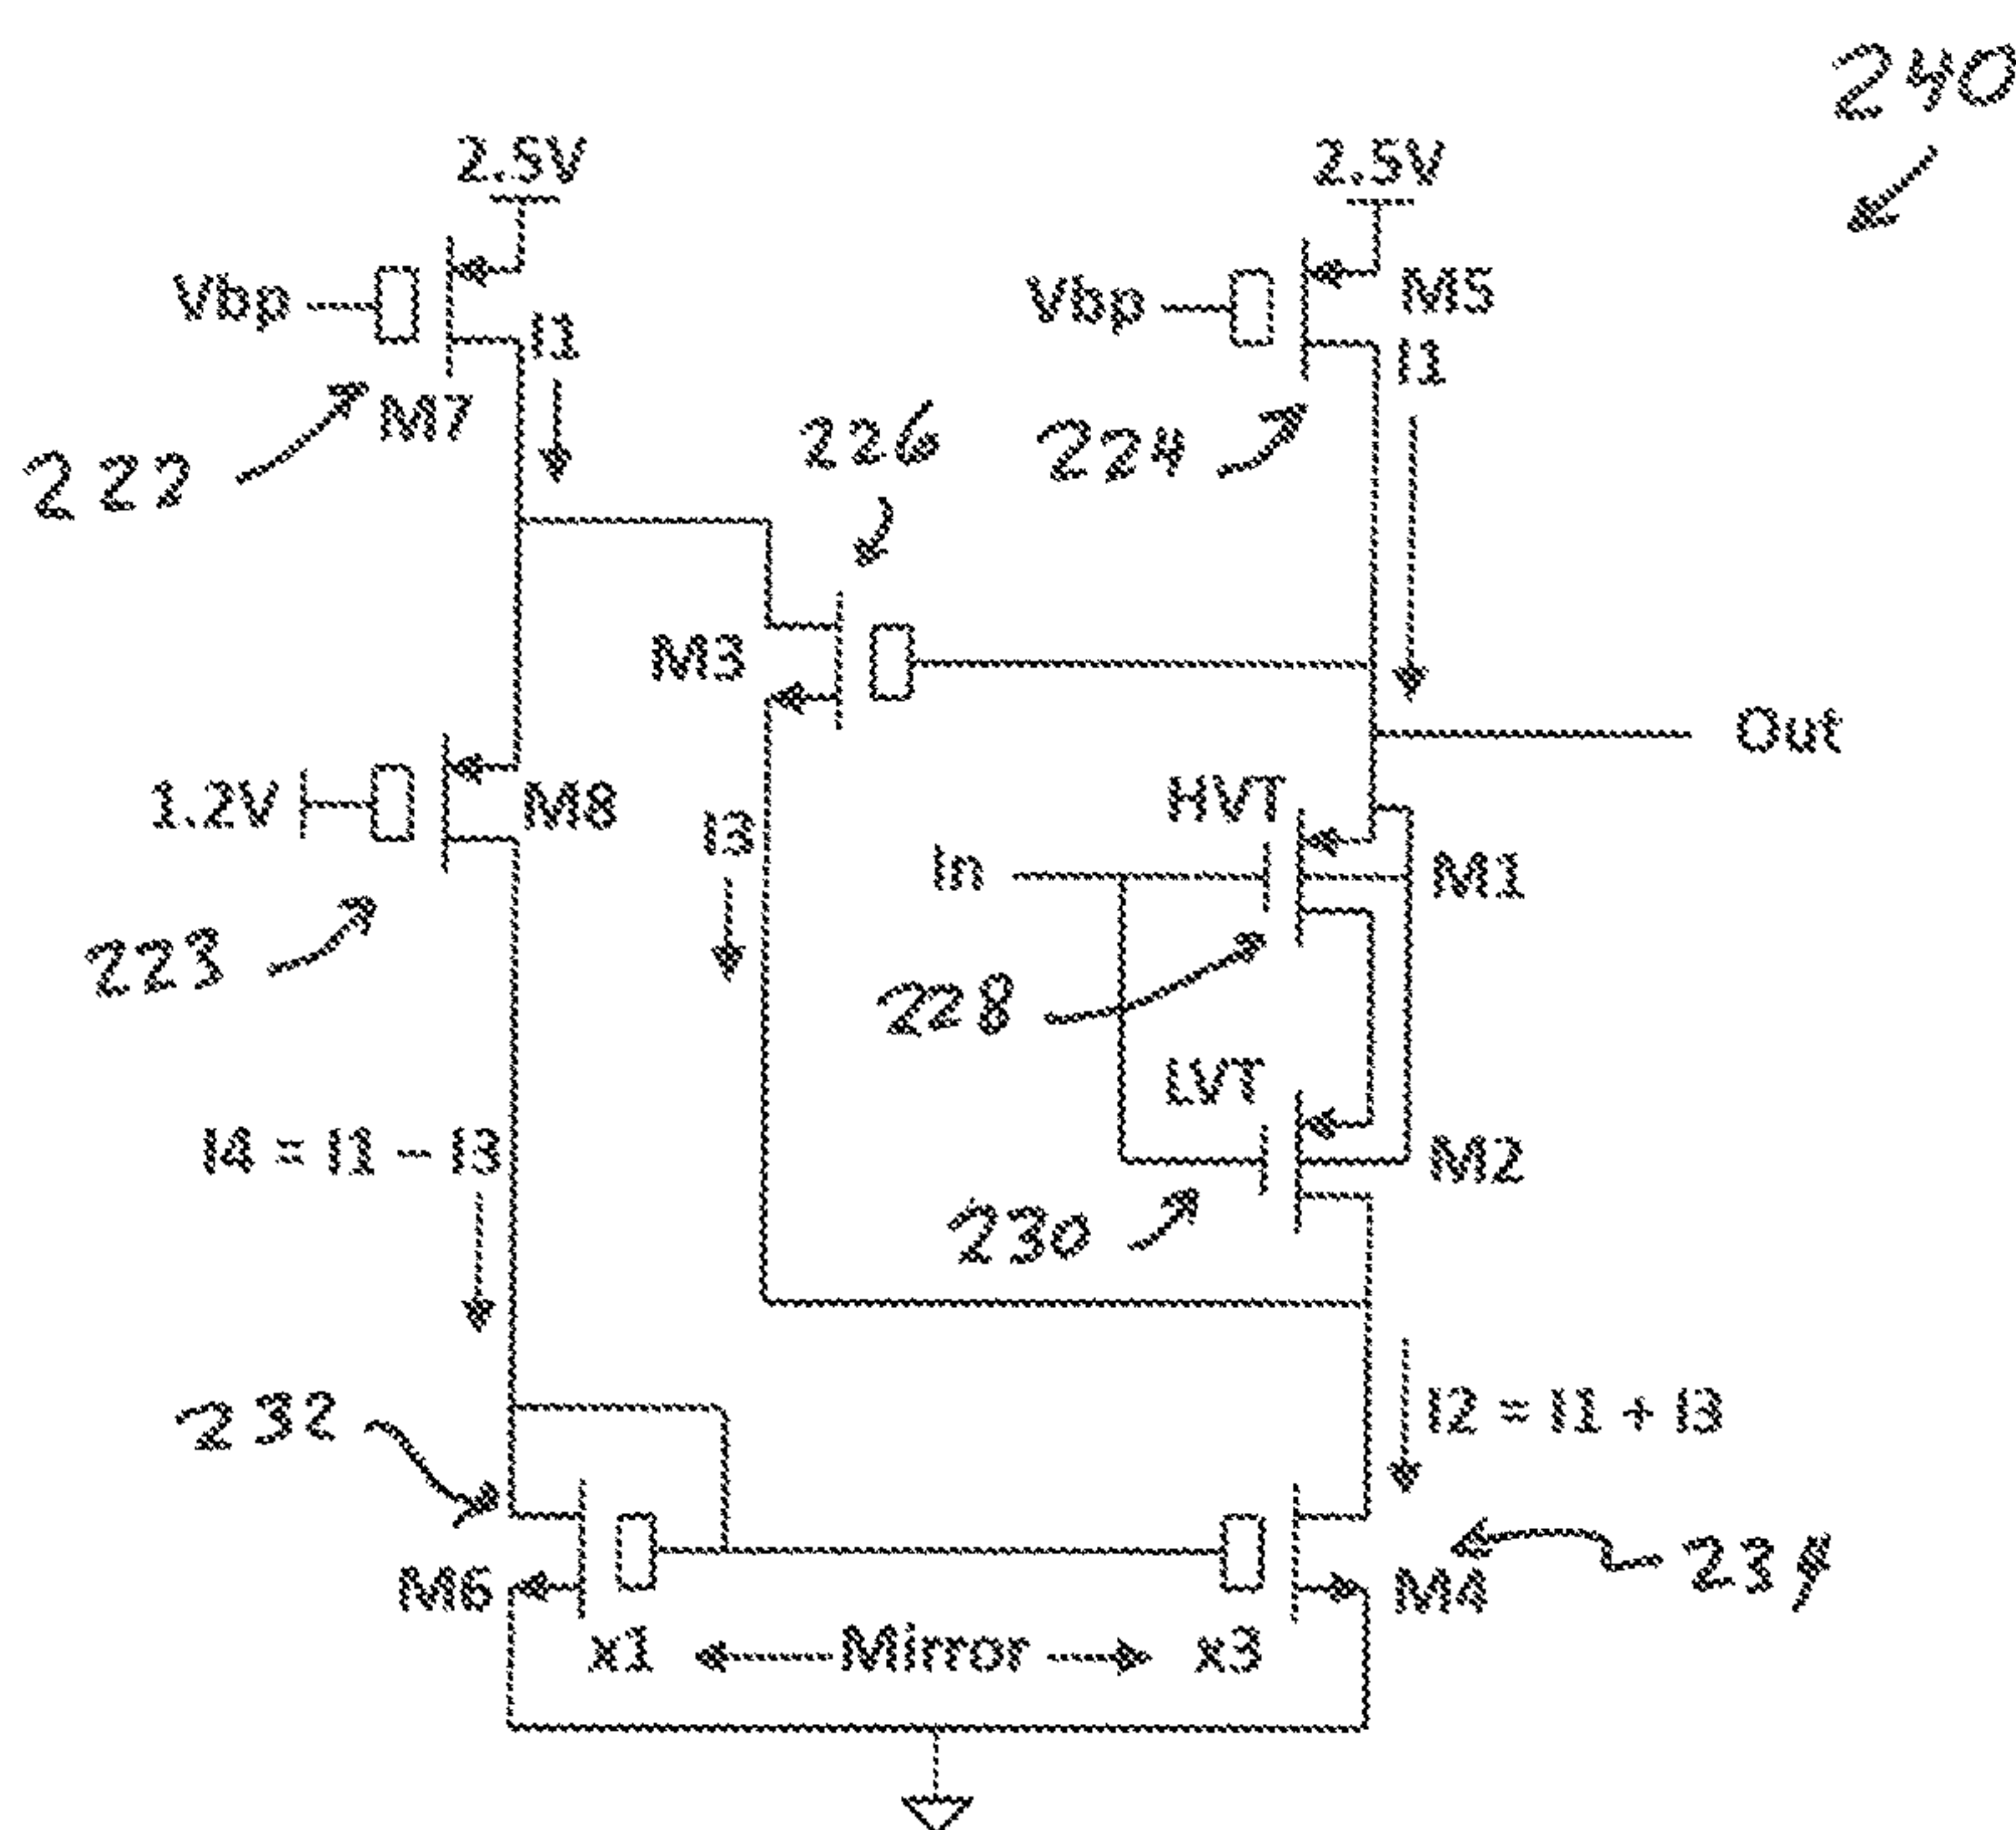 240
2.5V
2.5V
Vbp
I1
M7
222
Vbp
M5
I1
224
226
M3
Out
1.2V
M8
223
I3
HVT
In
M1
228
LVT
M2
230
I4 = I1 - I3
232
I2 = I1 + I3
M6
M4
234
x1
Mirror
x3